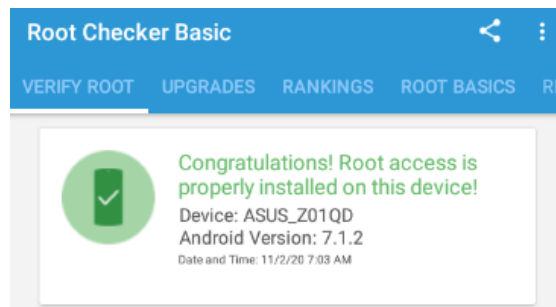 Root Checker Basic
VERIFY ROOT UPGRADES RANKINGS ROOT BASICS
Congratulations! Root access is
properly installed on this device!
Device: ASUS_Z01QD
Android Version: 7.1.2
Date and Time: 11/2/20 7:03 AM